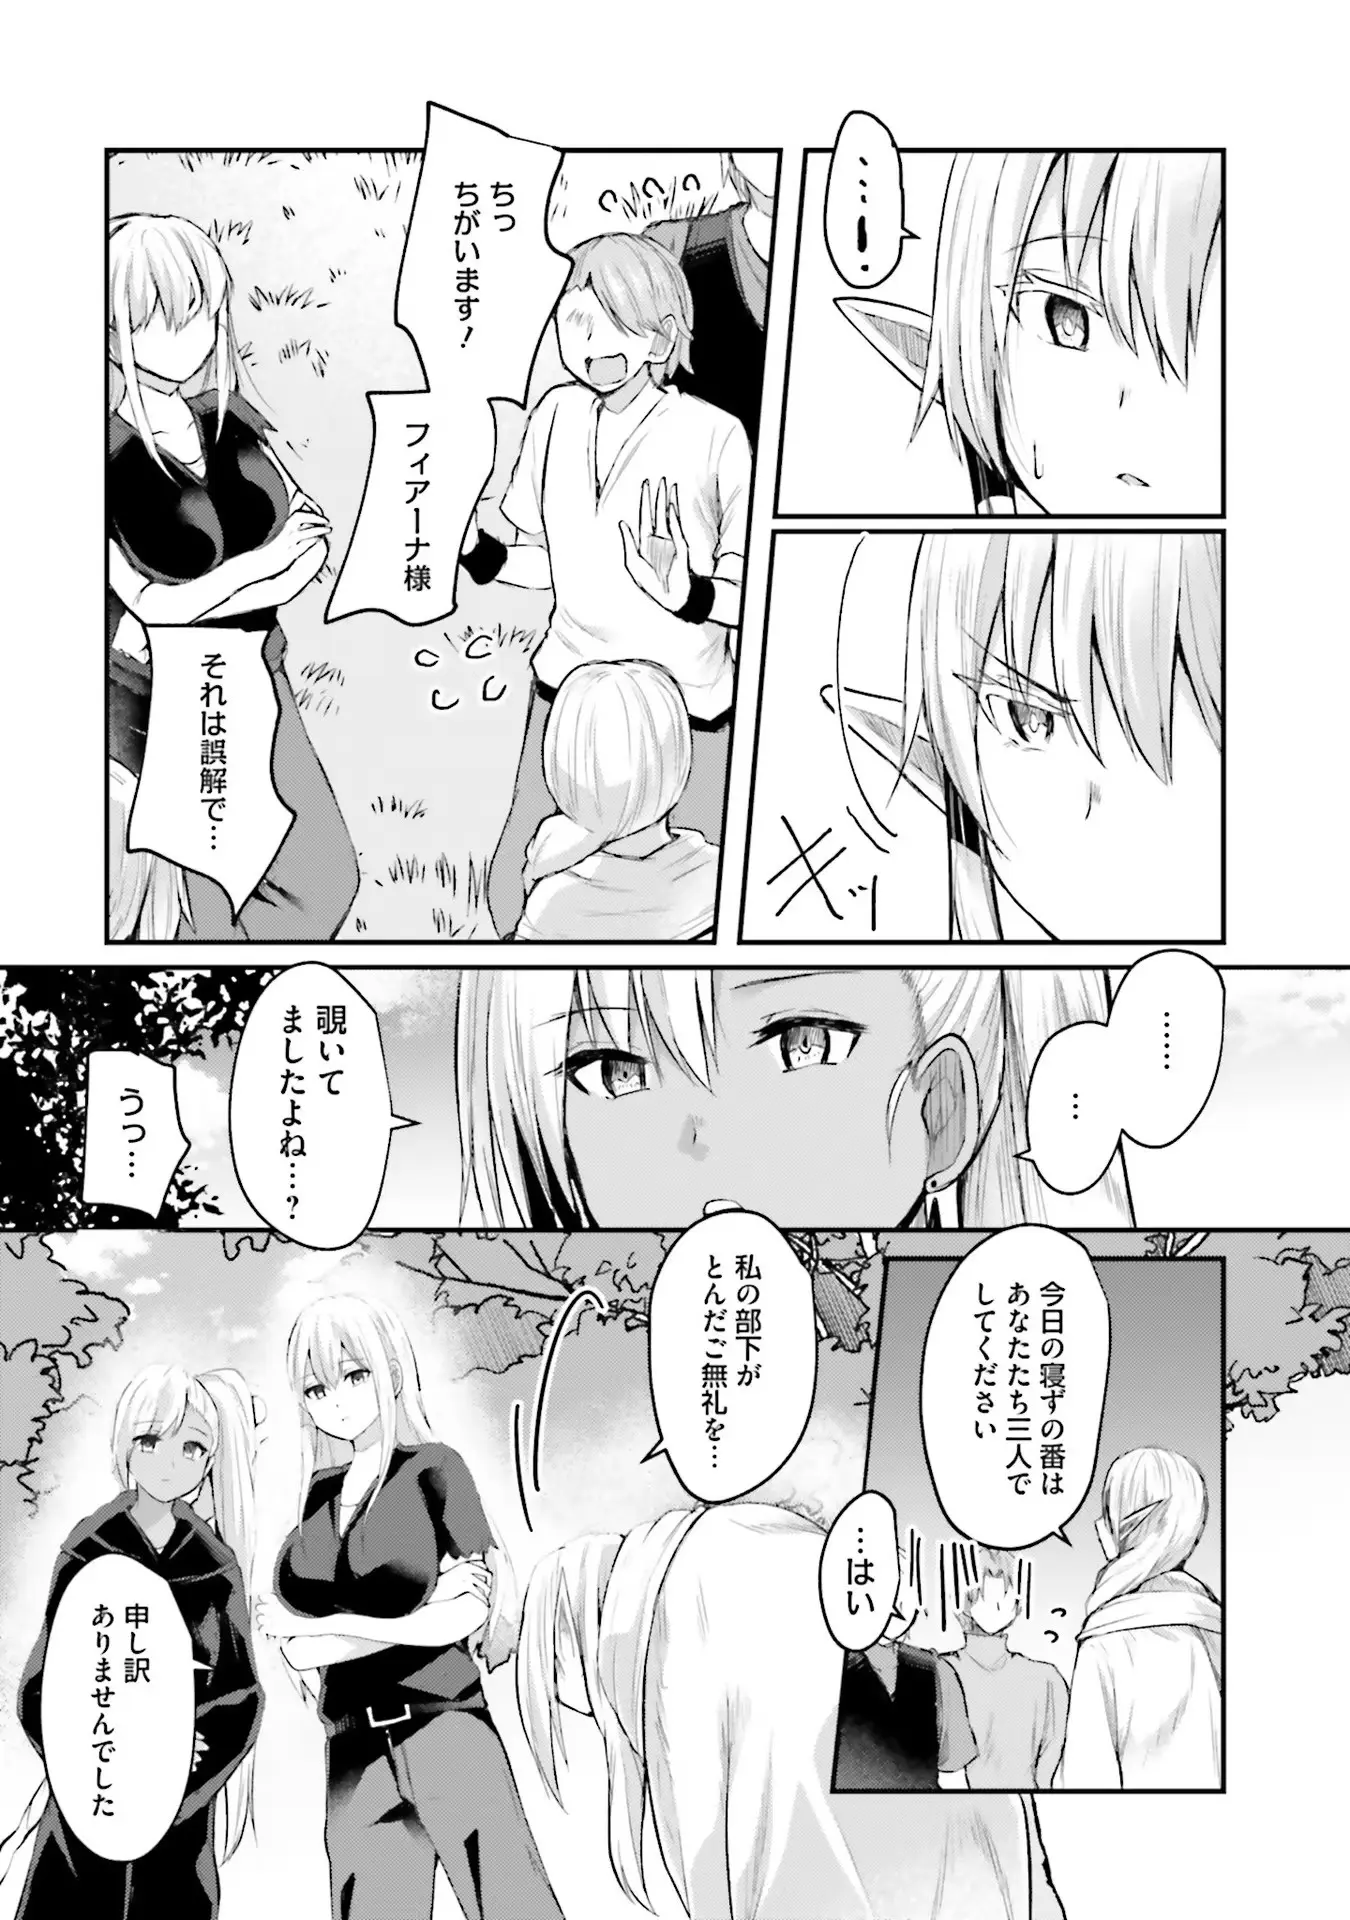 ……！
キッ
ちっ
ちがいます！
フィアーナ様
それは誤解で…
………
…
覗いて
ましたよね…？
うっ…
今日の寝ずの番は
あなたたち三人で
してください
…はい
私の部下が
とんだご無礼を…
申し訳
ありませんでした